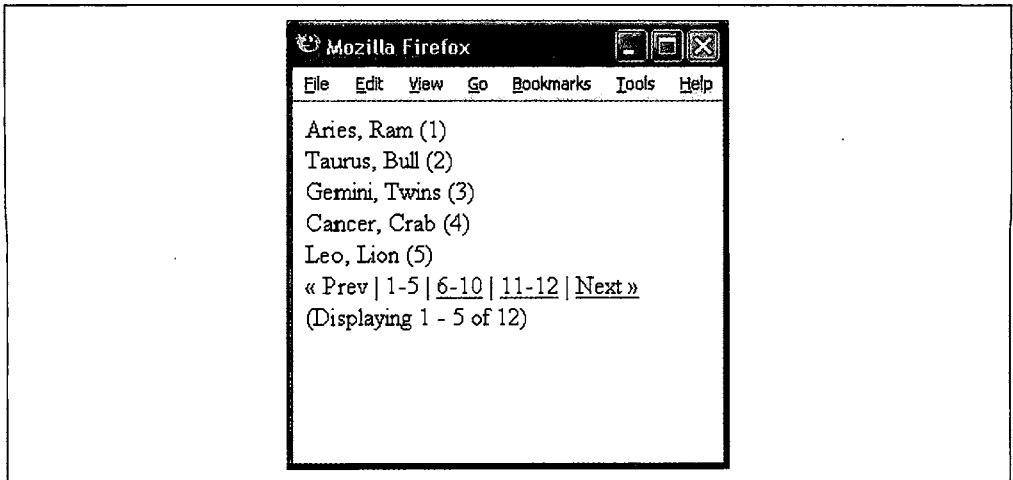 Mozilla Firefox
File Edit View Go Bookmarks Tools Help
Aries, Ram (1)
Taurus, Bull (2)
Gemini, Twins (3)
Cancer, Crab (4)
Leo, Lion (5)
« Prev | 1-5 | 6-10 | 11-12 | Next »
(Displaying 1 - 5 of 12)